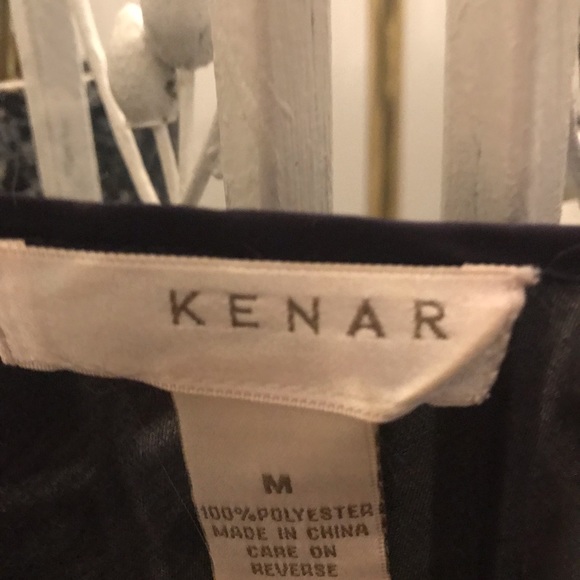 KENAR
M
100%POLYESTER
MADE IN CHINA
CARE ON
REVERSE